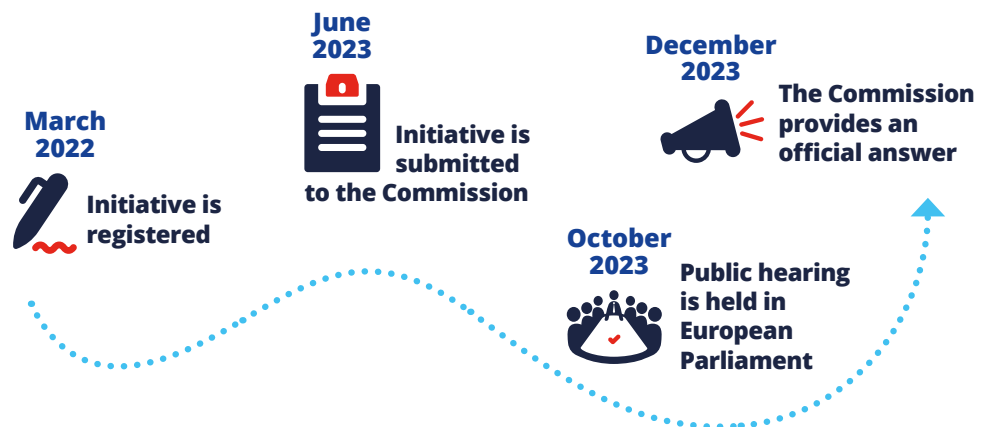 March
2022
Initiative is
registered
June
2023
Initiative is
submitted
to the Commission
October
2023
Public hearing
is held in
European
Parliament
December
2023
The Commission
provides an
official answer